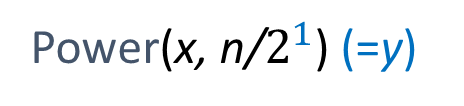 Power(x, n/2¹) (=y)